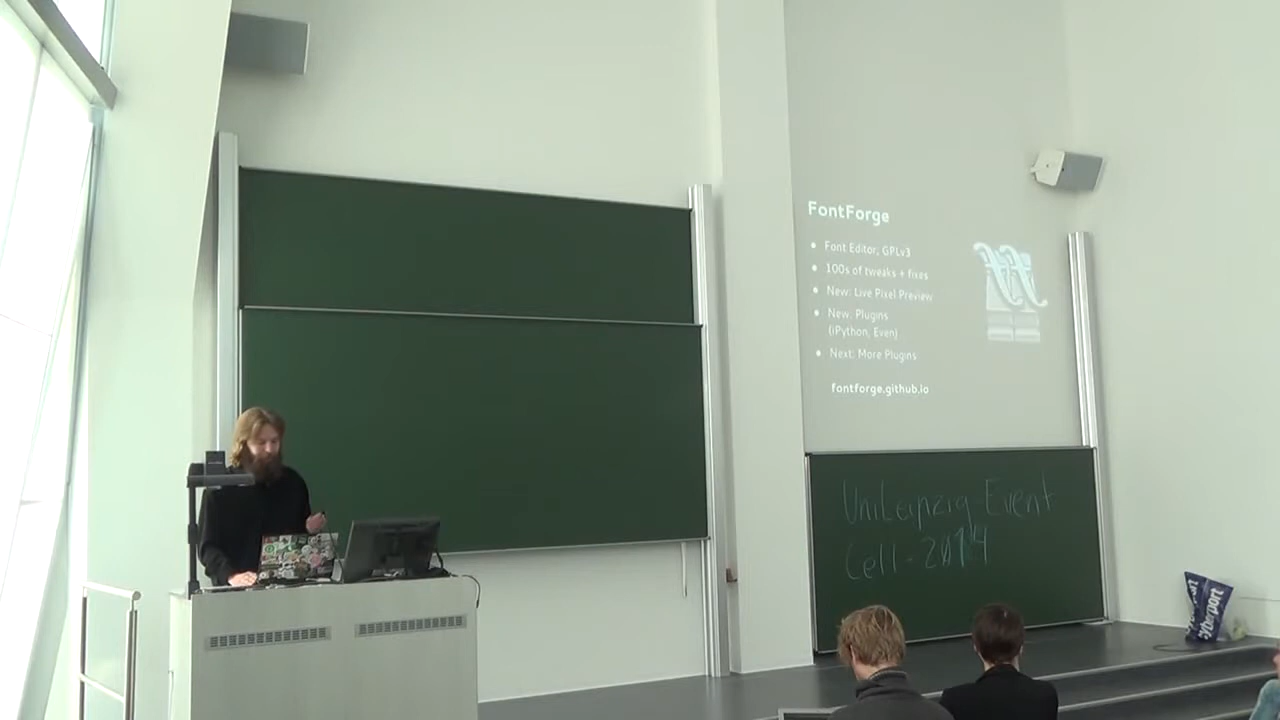 FontForge
Font Editor, GPLv3
100s of tweaks + fixes
New: Live Pixel Preview
New: Plugins
(iPython, Even)
Next: More Plugins
fontforge.github.io
UniLeipzig Event
Cell - 2014
cyberport